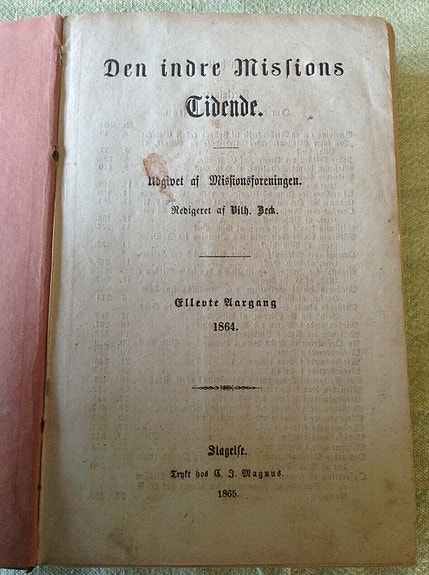 Den indre Missions
Tidende.
Udgivet af Missionsforeningen.
Redigeret af Vilh. Beck.
Ellevte Aargang
1864.
Slagelse.
Trykt hos C. J. Magnus.
1865.